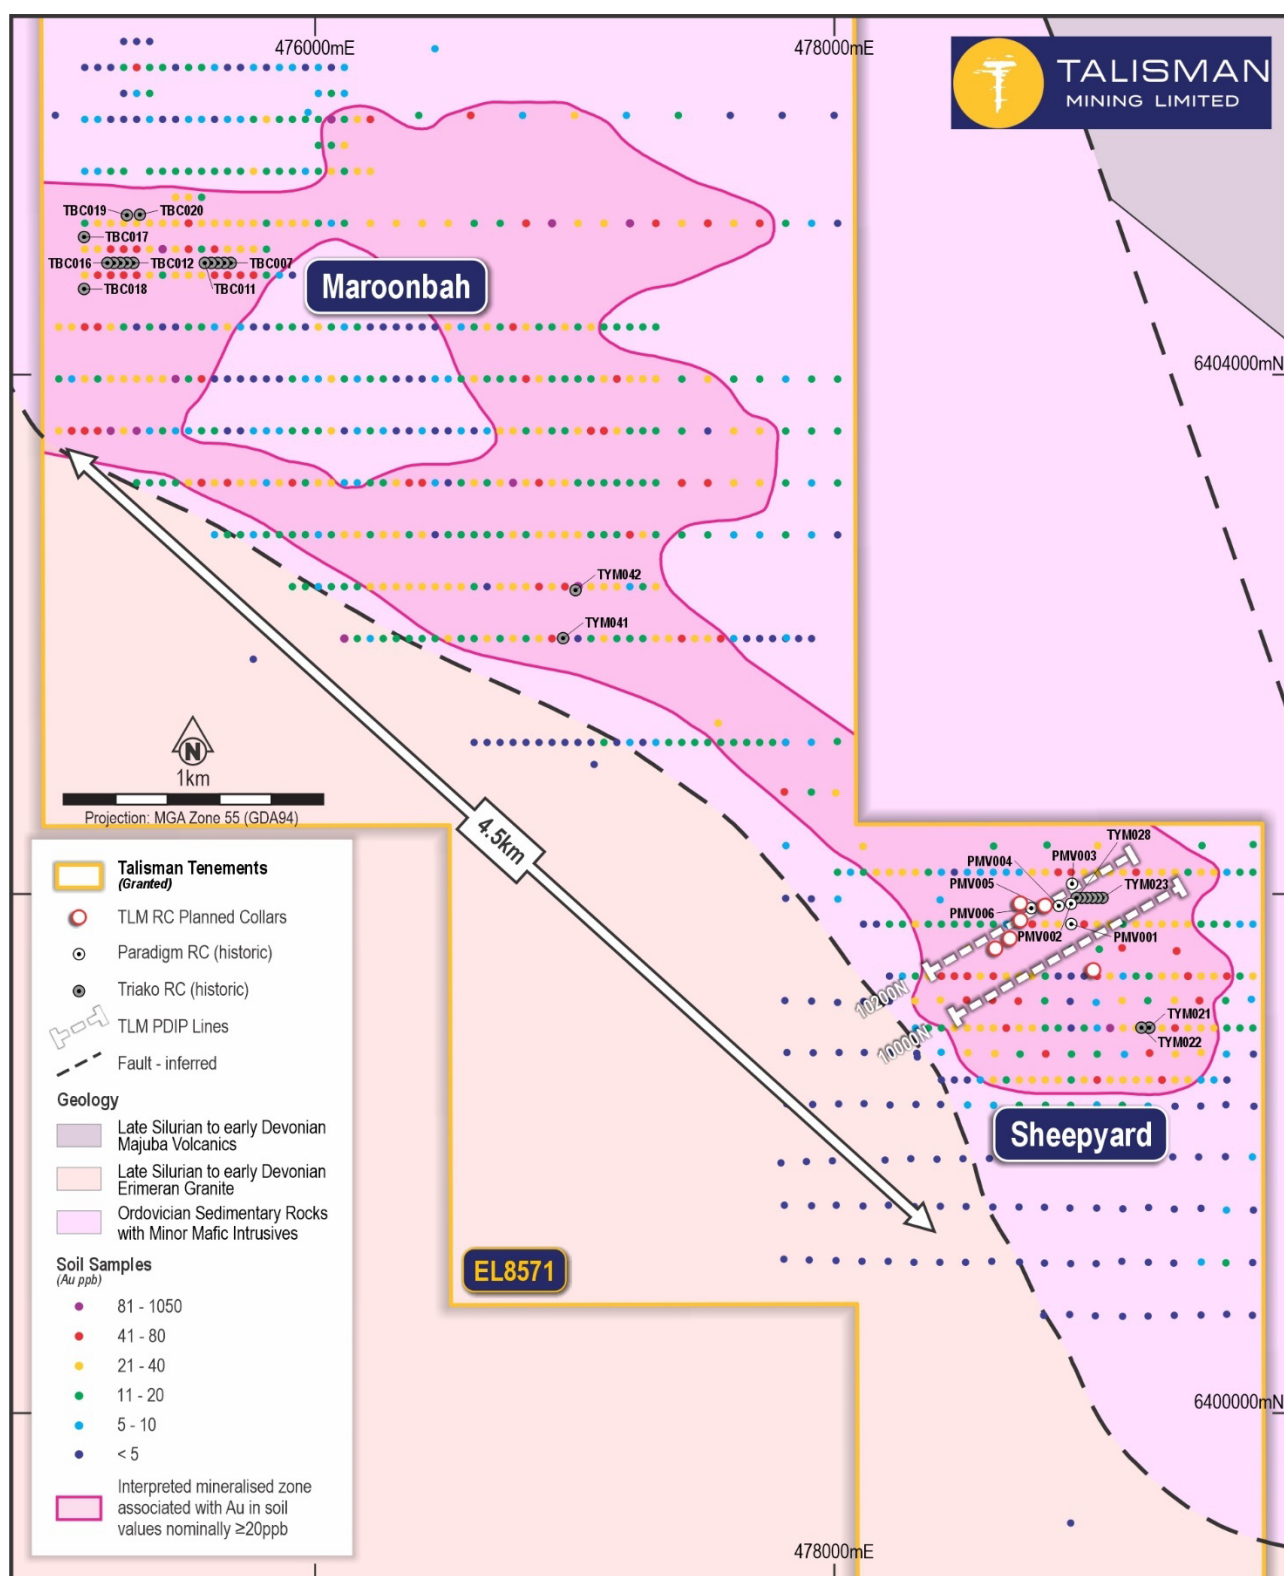 476000mE
478000mE
TALISMAN
MINING LIMITED
TBC019
TBC020
TBC017
TBC016
TBC012
TBC007
TBC018
TBC011
Maroonbah
6404000mN
TYM042
TYM041
N
1km
Projection: MGA Zone 55 (GDA94)
4.5km
TYM028
PMV004
PMV003
PMV005
TYM023
PMV006
PMV002
PMV001
10200N
10000N
TYM021
TYM022
Sheepyard
EL8571
6400000mN
478000mE
Talisman Tenements
(Granted)
TLM RC Planned Collars
Paradigm RC (historic)
Triako RC (historic)
TLM PDIP Lines
Fault - inferred
Geology
Late Silurian to early Devonian
Majuba Volcanics
Late Silurian to early Devonian
Erimeran Granite
Ordovician Sedimentary Rocks
with Minor Mafic Intrusives
Soil Samples
(Au ppb)
81 - 1050
41 - 80
21 - 40
11 - 20
5 - 10
< 5
Interpreted mineralised zone
associated with Au in soil
values nominally ≥20ppb